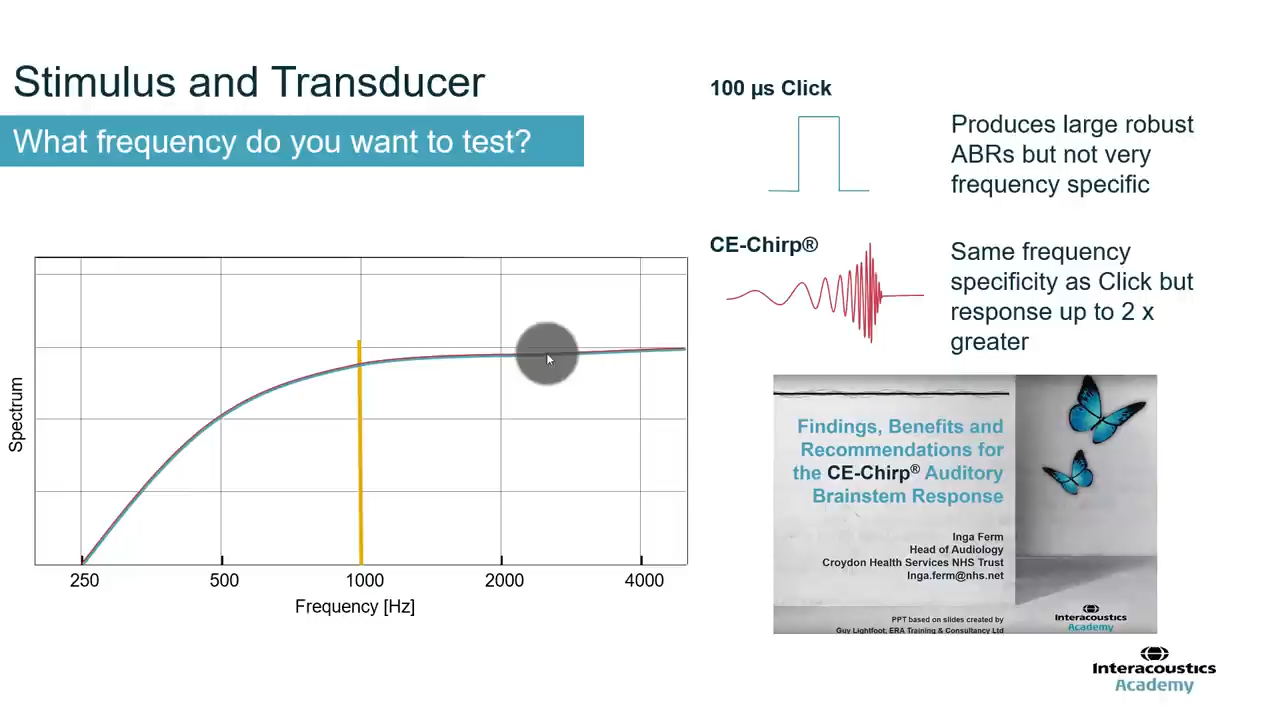 Stimulus and Transducer
What frequency do you want to test?
100 µs Click
Produces large robust
ABRs but not very
frequency specific
CE-Chirp®
Same frequency
specificity as Click but
response up to 2 x
greater
Spectrum
250 500 1000 2000 4000
Frequency [Hz]
Findings, Benefits and
Recommendations for
the CE-Chirp® Auditory
Brainstem Response
Inga Ferm
Head of Audiology
Croydon Health Services NHS Trust
Inga.ferm@nhs.net
PPT based on slides created by
Guy Lightfoot, ERA Training & Consultancy Ltd
Interacoustics
Academy
Interacoustics
Academy